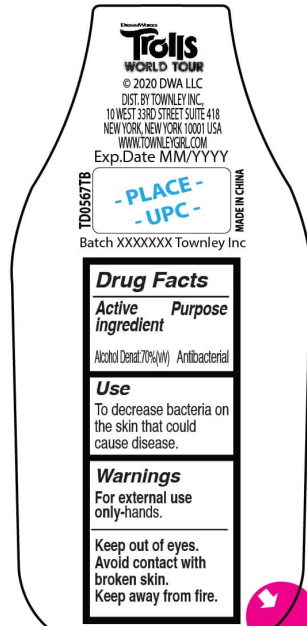 DREAMWORKS
Trolls
WORLD TOUR
© 2020 DWA LLC
DIST. BY TOWNLEY INC,
10 WEST 33RD STREET SUITE 418
NEW YORK, NEW YORK 10001 USA
WWW.TOWNLEYGIRL.COM
Exp.Date MM/YYYY
TD0567TB
- PLACE -
- UPC -
MADE IN CHINA
Batch XXXXXXX Townley Inc
Drug Facts
Active Purpose
ingredient
Alcohol Denat:70%(v/v) Antibacterial
Use
To decrease bacteria on
the skin that could
cause disease.
Warnings
For external use
only-hands.
Keep out of eyes.
Avoid contact with
broken skin.
Keep away from fire.